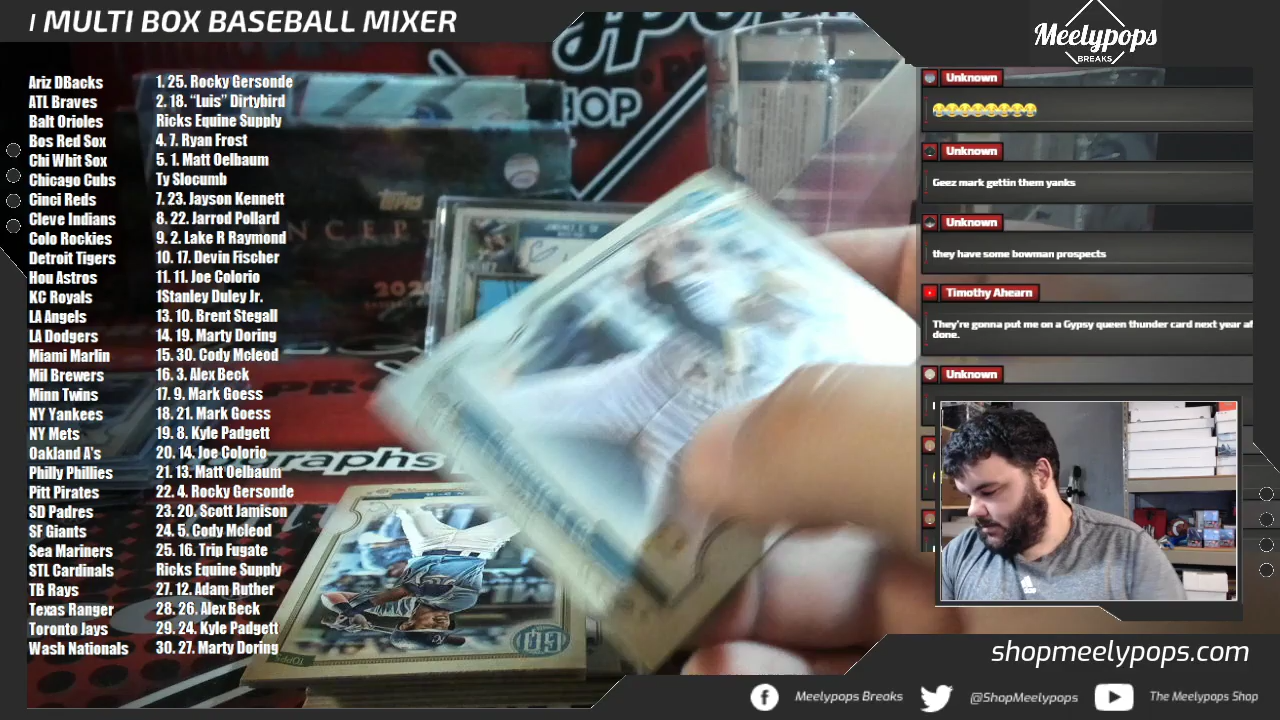 MULTI BOX BASEBALL MIXER
Meelypops
BREAKS
HOP
Ariz DBacks 1. 25. Rocky Gersonde
ATL Braves 2. 18. “Luis” Dirtybird
Balt Orioles Ricks Equine Supply
Bos Red Sox 4. 7. Ryan Frost
Chi Whit Sox 5. 1. Matt Oelbaum
Chicago Cubs Ty Slocumb
Cinci Reds 7. 23. Jayson Kennett
Cleve Indians 8. 22. Jarrod Pollard
Colo Rockies 9. 2. Lake R Raymond
Detroit Tigers 10. 17. Devin Fischer
Hou Astros 11. 11. Joe Colorio
KC Royals 1Stanley Duley Jr.
LA Angels 13. 10. Brent Stegall
LA Dodgers 14. 19. Marty Doring
Miami Marlin 15. 30. Cody Mcleod
Mil Brewers 16. 3. Alex Beck
Minn Twins 17. 9. Mark Goess
NY Yankees 18. 21. Mark Goess
NY Mets 19. 8. Kyle Padgett
Oakland A's 20. 14. Joe Colorio
Philly Phillies 21. 13. Matt Oelbaum
Pitt Pirates 22. 4. Rocky Gersonde
SD Padres 23. 20. Scott Jamison
SF Giants 24. 5. Cody Mcleod
Sea Mariners 25. 16. Trip Fugate
STL Cardinals Ricks Equine Supply
TB Rays 27. 12. Adam Ruther
Texas Ranger 28. 26. Alex Beck
Toronto Jays 29. 24. Kyle Padgett
Wash Nationals 30. 27. Marty Doring
TOPPS
NCEPT
graphs
TOPPS
Unknown
Unknown
Geez mark gettin them yanks
Unknown
they have some bowman prospects
Timothy Ahearn
They're gonna put me on a Gypsy queen thunder card next year af
done.
Unknown
shopmeelypops.com
Meelypops Breaks
@ShopMeelypops
The Meelypops Shop